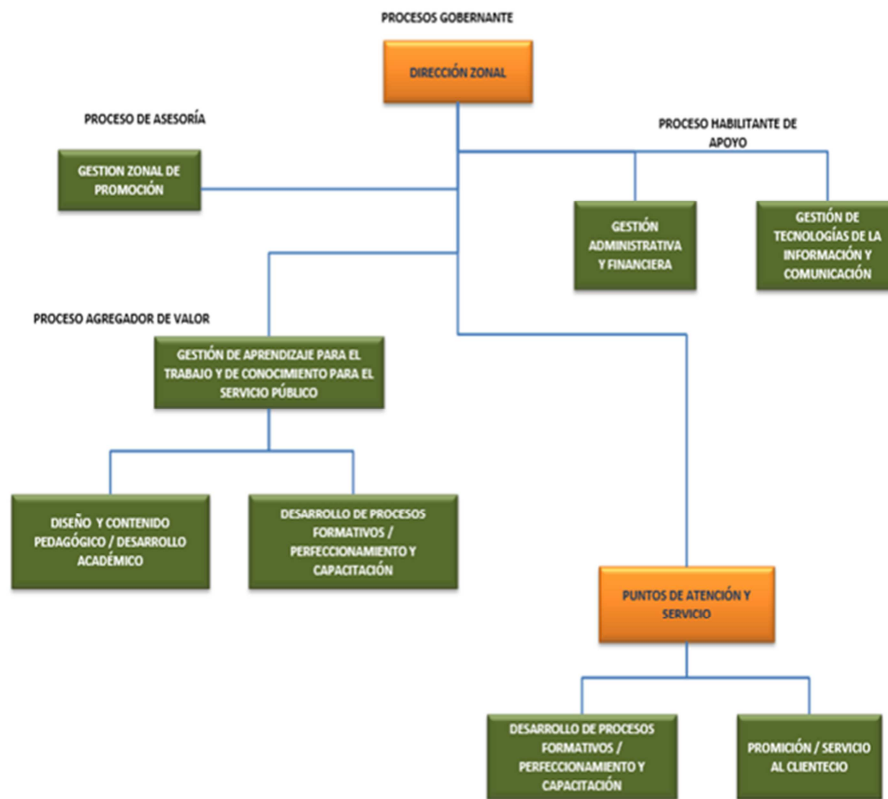 PROCESOS GOBERNANTE
DIRECCIÓN ZONAL
PROCESO DE ASESORÍA
GESTION ZONAL DE
PROMOCIÓN
PROCESO HABILITANTE DE
APOYO
GESTIÓN
ADMINISTRATIVA
Y FINANCIERA
GESTIÓN DE
TECNOLOGÍAS DE LA
INFORMACIÓN Y
COMUNICACIÓN
PROCESO AGREGADOR DE VALOR
GESTIÓN DE APRENDIZAJE PARA EL
TRABAJO Y DE CONOCIMIENTO PARA EL
SERVICIO PÚBLICO
DISEÑO Y CONTENIDO
PEDAGÓGICO / DESARROLLO
ACADÉMICO
DESARROLLO DE PROCESOS
FORMATIVOS /
PERFECCIONAMIENTO Y
CAPACITACIÓN
PUNTOS DE ATENCIÓN Y
SERVICIO
DESARROLLO DE PROCESOS
FORMATIVOS /
PERFECCIONAMIENTO Y
CAPACITACIÓN
PROMICIÓN / SERVICIO
AL CLIENTECIO